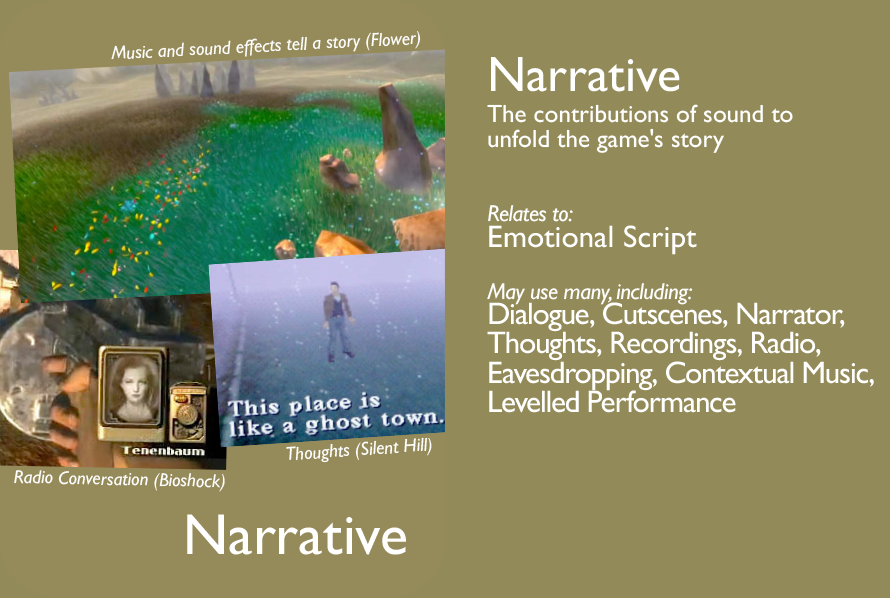 Music and sound effects tell a story (Flower)
This place is
like a ghost town.
Tenenbaum
Thoughts (Silent Hill)
Radio Conversation (Bioshock)
Narrative
Narrative
The contributions of sound to
unfold the game's story
Relates to:
Emotional Script
May use many, including:
Dialogue, Cutscenes, Narrator,
Thoughts, Recordings, Radio,
Eavesdropping, Contextual Music,
Levelled Performance